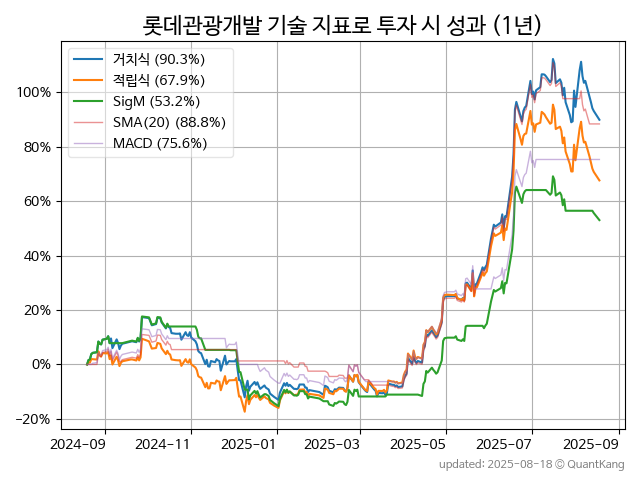 롯데관광개발 기술 지표로 투자 시 성과 (1년)
거치식 (90.3%)
적립식 (67.9%)
SigM (53.2%)
SMA(20) (88.8%)
MACD (75.6%)
100%
80%
60%
40%
20%
0%
−20%
2024-09
2024-11
2025-01
2025-03
2025-05
2025-07
2025-09
updated: 2025-08-18 © QuantKang